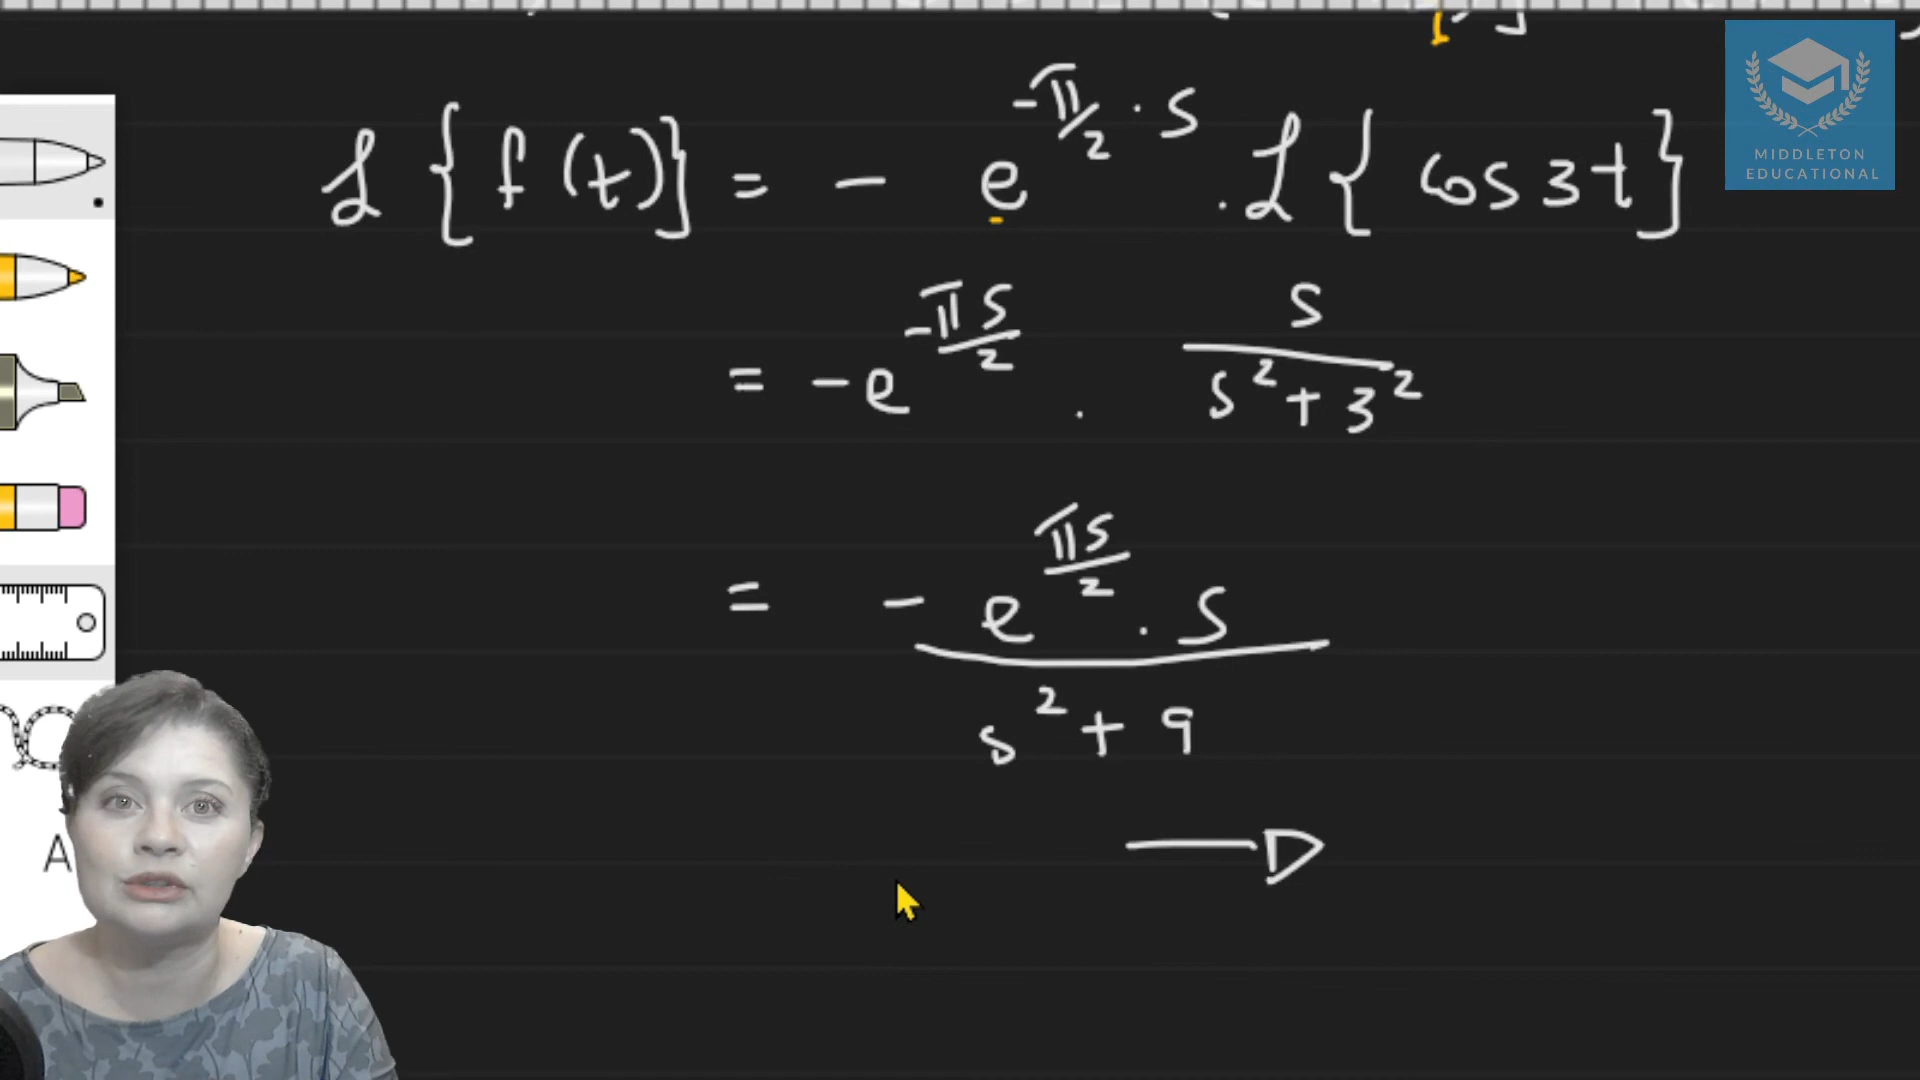 ℒ{f(t)} = - e^{-π/2 · s} . ℒ{cos 3t}
= - e^{-πs/2} . s/(s² + 3²)
= - e^{πs/2} . s / (s² + 9)
MIDDLETON
EDUCATIONAL
A